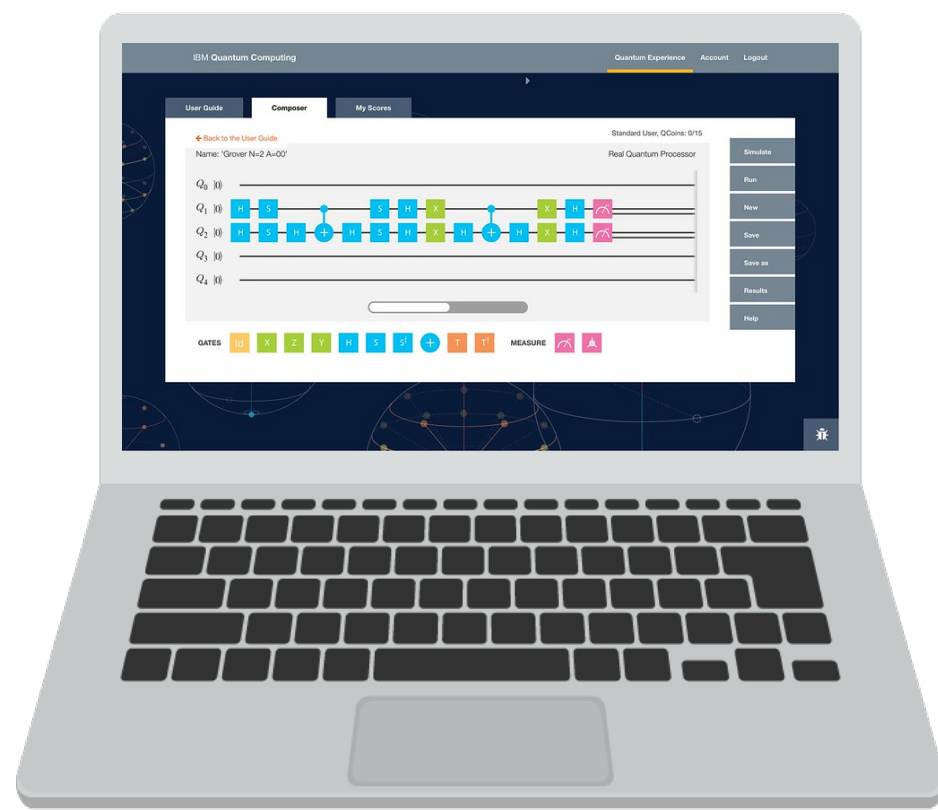 IBM Quantum Computing
Quantum Experience Account Logout
User Guide Composer My Scores
← Back to the User Guide
Standard User, QCoins: 0/15
Name: 'Grover N=2 A=00'
Real Quantum Processor
Q₀ |0⟩
Q₁ |0⟩ H S S H X X H
Q₂ |0⟩ H S H + H S H X H + H X H
Q₃ |0⟩
Q₄ |0⟩
GATES Id X Z Y H S S† + T T† MEASURE
Simulate
Run
New
Save
Save as
Results
Help